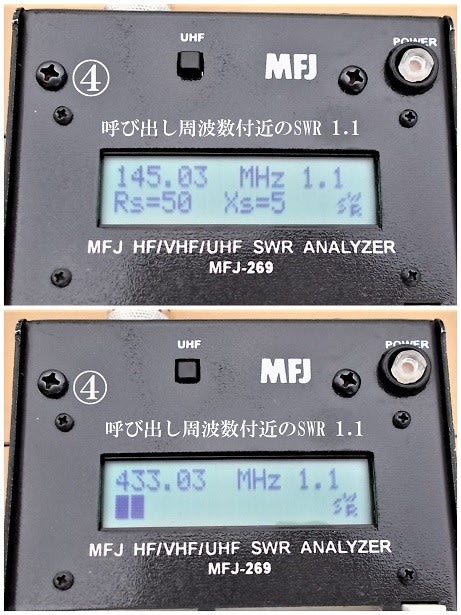 UHF
POWER
④
MFJ
呼び出し周波数付近のSWR 1.1
145.03 MHz 1.1
Rs=50 Xs=5 SWR
MFJ HF/VHF/UHF SWR ANALYZER
MFJ-269
UHF
POWER
④
MFJ
呼び出し周波数付近のSWR 1.1
433.03 MHz 1.1
SWR
MFJ HF/VHF/UHF SWR ANALYZER
MFJ-269